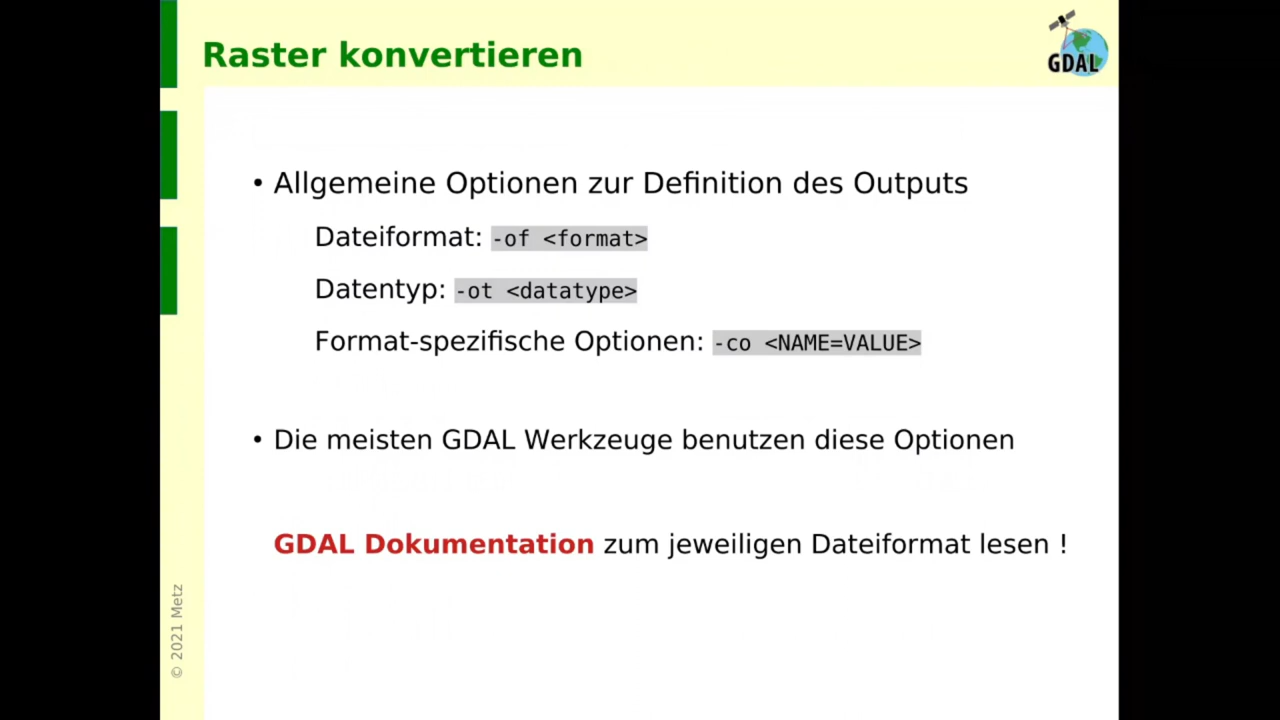 Raster konvertieren
GDAL
• Allgemeine Optionen zur Definition des Outputs
Dateiformat: -of <format>
Datentyp: -ot <datatype>
Format-spezifische Optionen: -co <NAME=VALUE>
• Die meisten GDAL Werkzeuge benutzen diese Optionen
GDAL Dokumentation zum jeweiligen Dateiformat lesen !
© 2021 Metz